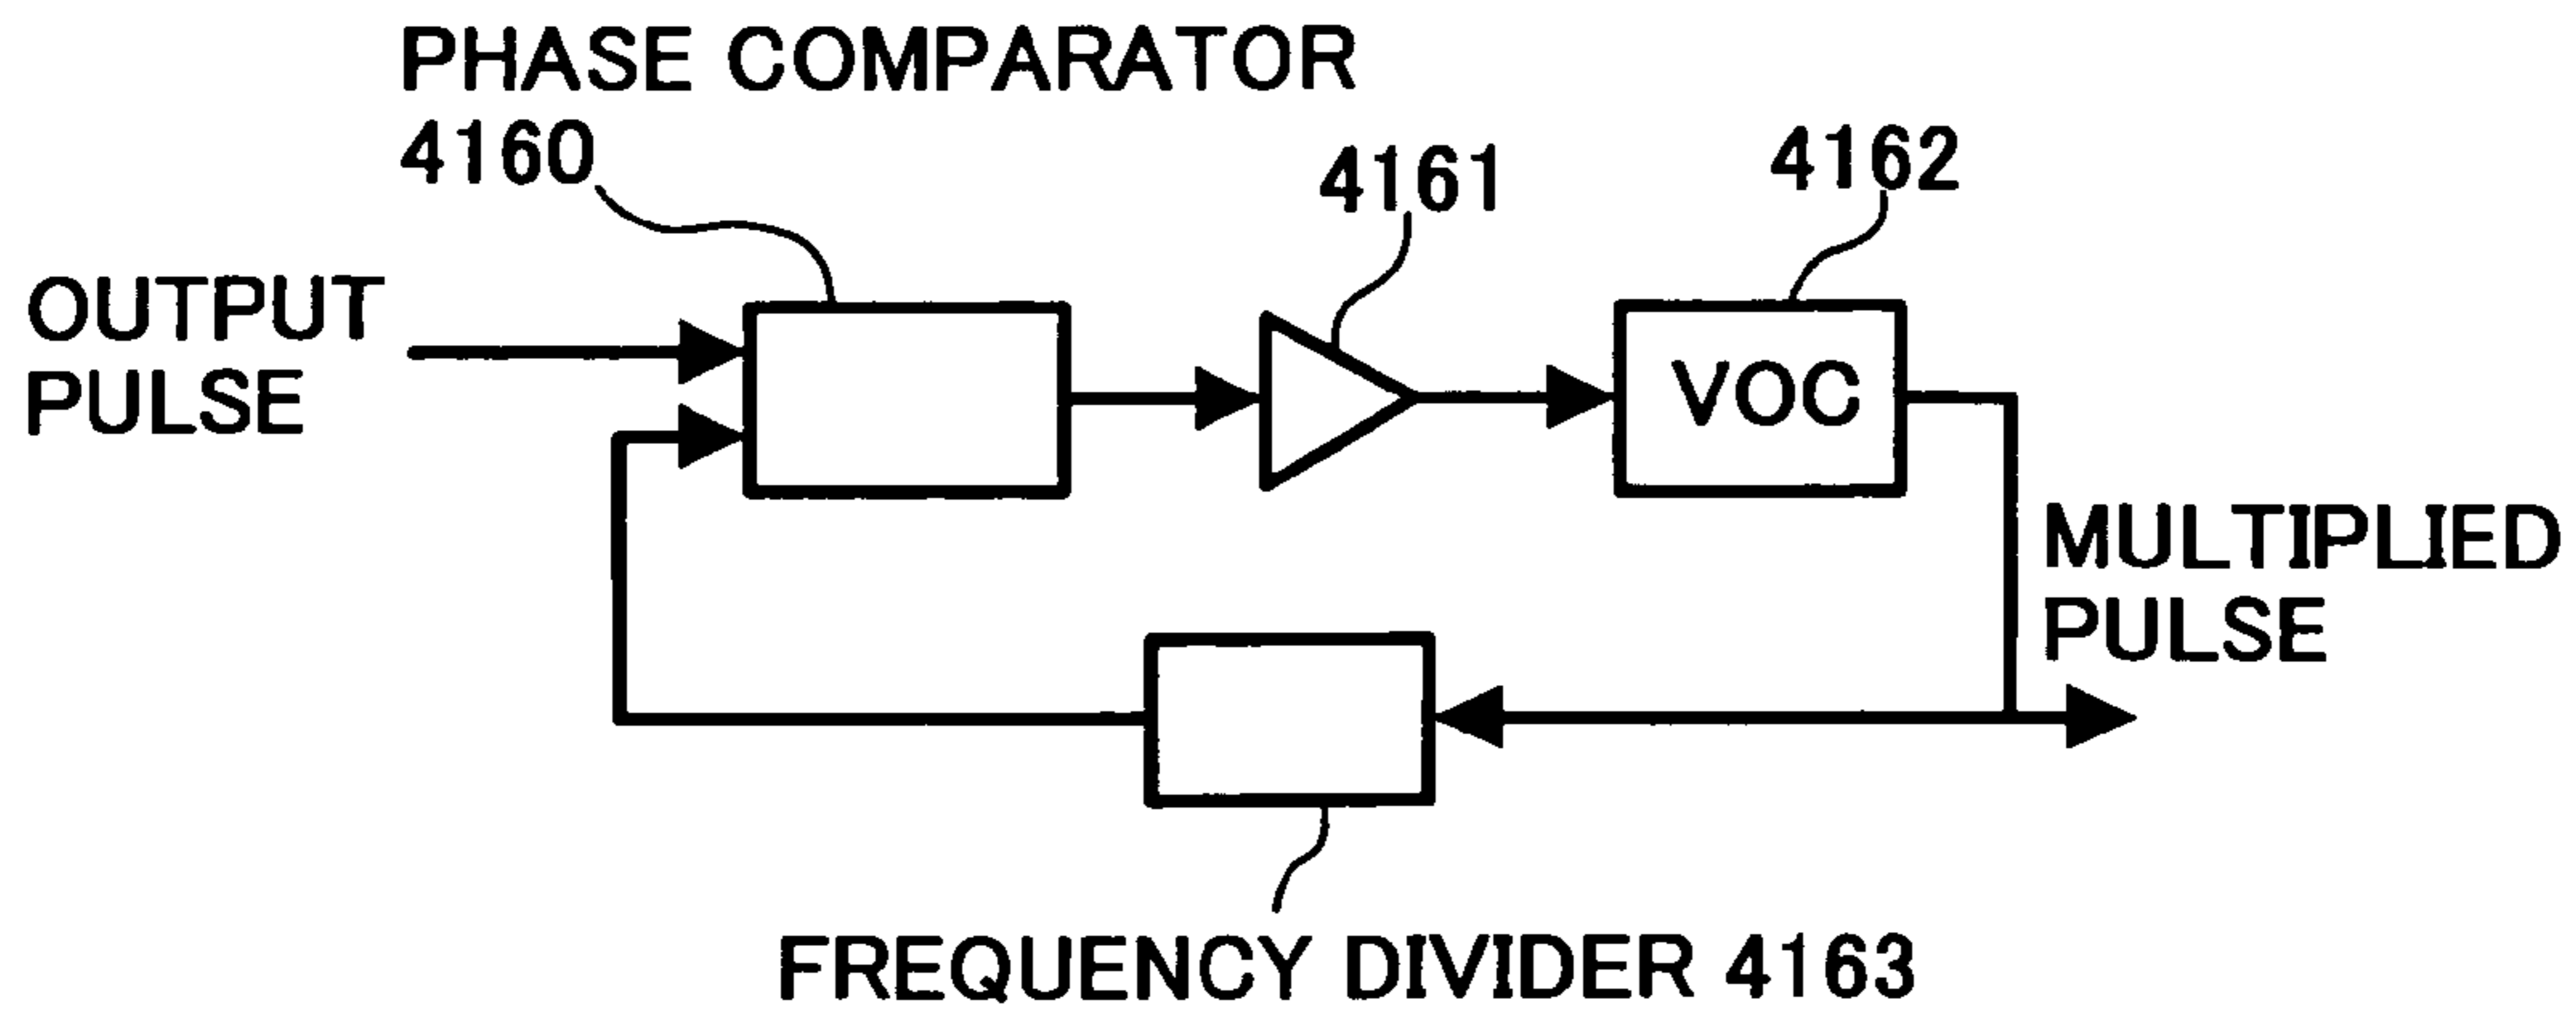 PHASE COMPARATOR
4160
4161
4162
OUTPUT
PULSE
VOC
MULTIPLIED
PULSE
FREQUENCY DIVIDER 4163